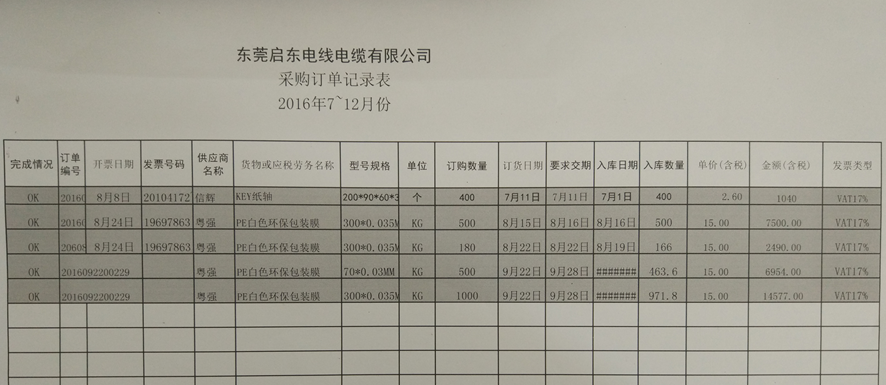 东莞启东电线电缆有限公司
采购订单记录表
2016年7~12月份
完成情况 订单编号 开票日期 发票号码 供应商名称 货物或应税劳务名称 型号规格 单位 订购数量 订货日期 要求交期 入库日期 入库数量 单价(含税) 金额(含税) 发票类型
OK 20160 8月8日 20104172 信辉 KEY纸轴 200*90*60*3 个 400 7月11日 7月11日 7月1日 400 2.60 1040 VAT17%
OK 20160 8月24日 19697863 粤强 PE白色环保包装膜 300*0.035M KG 500 8月15日 8月16日 8月16日 500 15.00 7500.00 VAT17%
OK 20608 8月24日 19697863 粤强 PE白色环保包装膜 300*0.035M KG 180 8月22日 8月22日 8月19日 166 15.00 2490.00 VAT17%
OK 2016092200229 粤强 PE白色环保包装膜 70*0.03MM KG 500 9月22日 9月28日 ####### 463.6 15.00 6954.00 VAT17%
OK 2016092200229 粤强 PE白色环保包装膜 300*0.035M KG 1000 9月22日 9月28日 ####### 971.8 15.00 14577.00 VAT17%